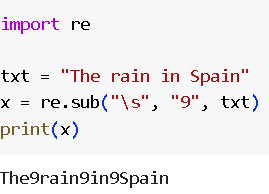 import re
txt = "The rain in Spain"
x = re.sub("\s", "9", txt)
print(x)
The9rain9in9Spain